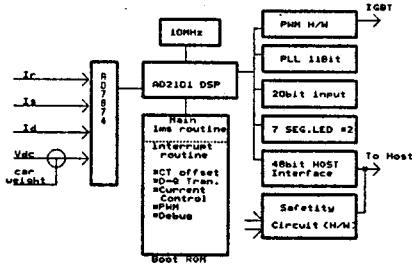 IGBT
10MHz
PWM H/W
PLL 11Bit
AD7874
AD2101 DSP
Ir
Is
Id
Vdc
car
weight
20bit input
7 SEG.LED *2
48bit HOST
Interface
To Host
Safetity
Circuit (H/W)
Main
1ms routine
Interrupt
routine
*CT offset
*D-Q Tran.
*Current
Control
*PWM
*Debug
Boot ROM